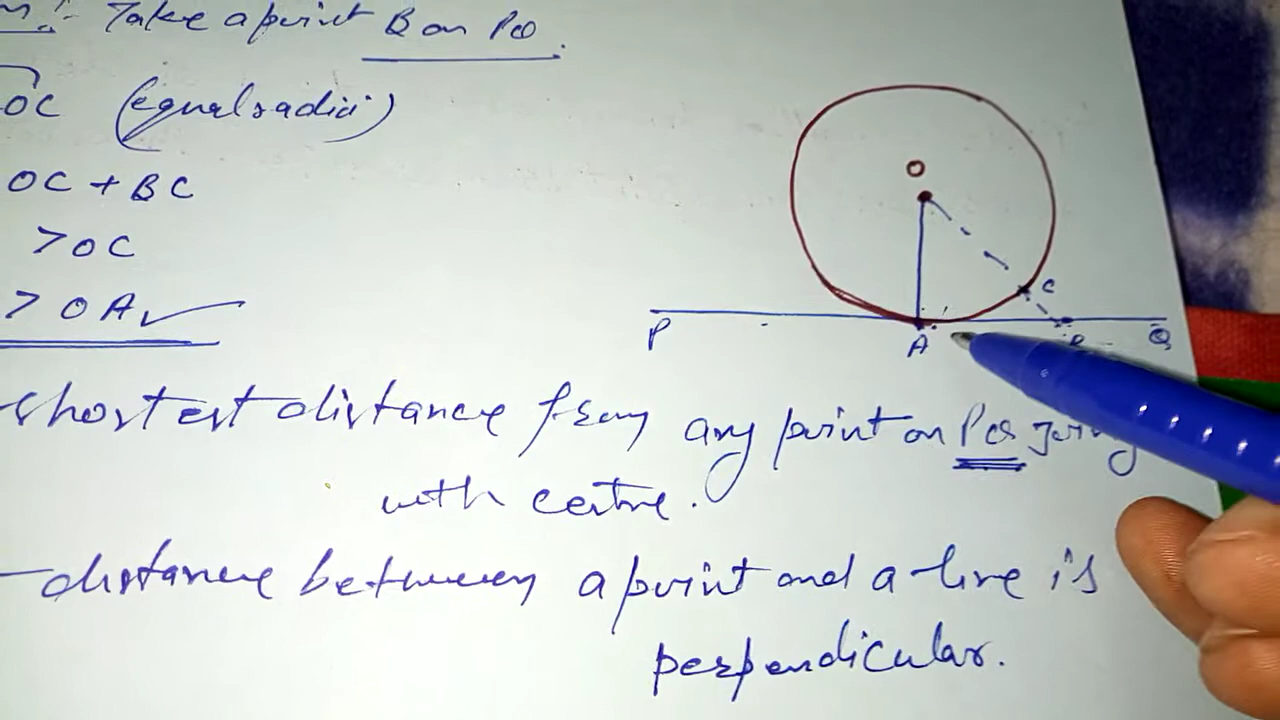 Take a point B on PQ.
OC (equal radii)
OC + BC
> OC
> OA
O
C
P A Q
shortest distance from any point on PQ
with centre.
distance between a point and a line is
perpendicular.